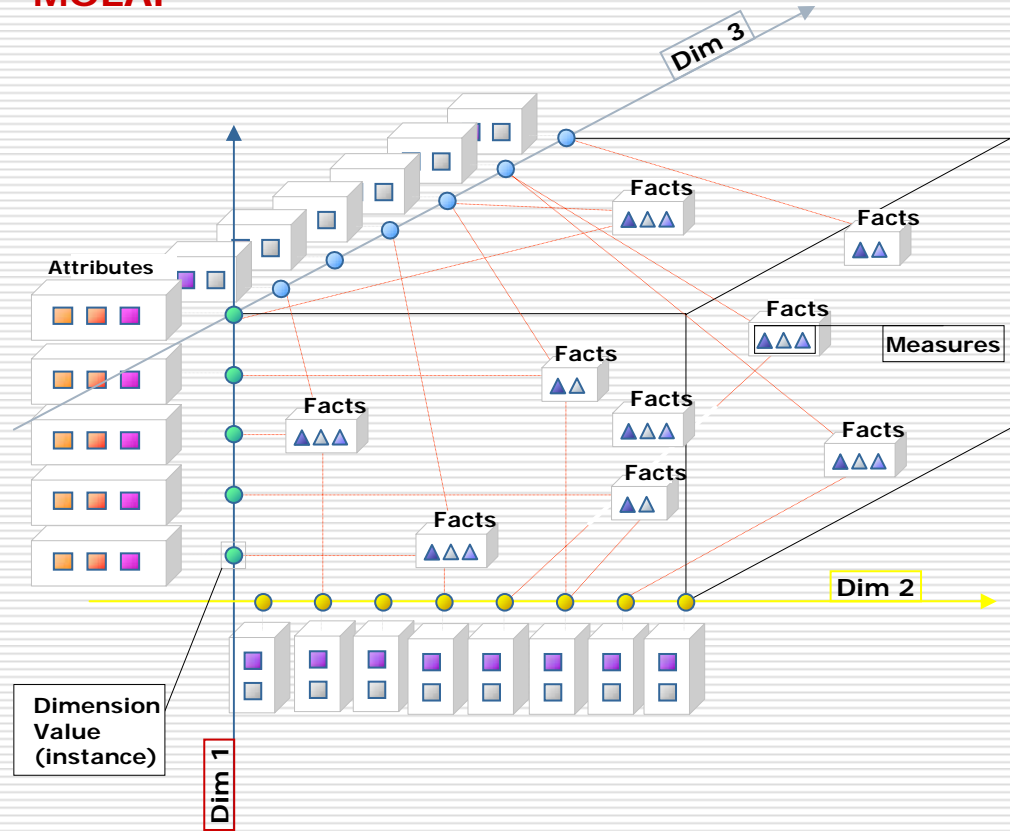 MOLAP
Dim 3
Facts
Facts
Attributes
Facts
Measures
Facts
Facts
Facts
Facts
Facts
Facts
Dim 2
Dimension
Value
(instance)
Dim 1